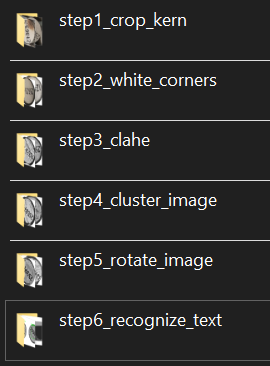 step1_crop_kern
step2_white_corners
step3_clahe
step4_cluster_image
step5_rotate_image
step6_recognize_text